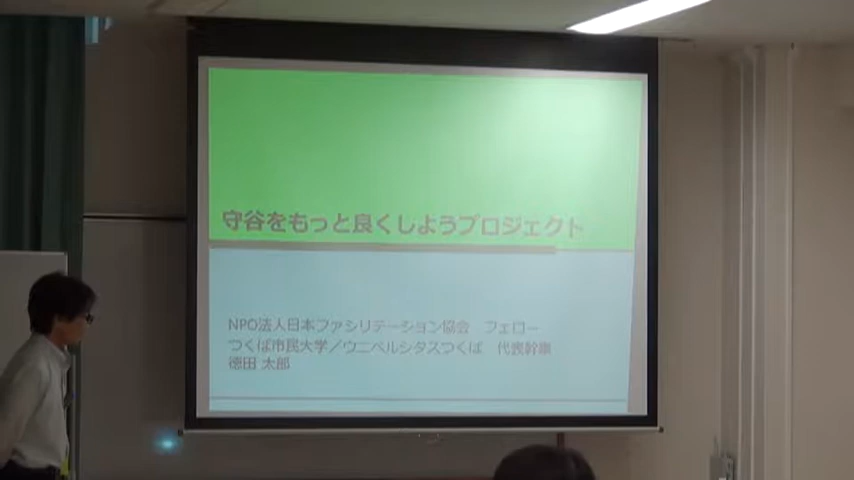 守谷をもっと良くしようプロジェクト
NPO法人日本ファシリテーション協会　フェロー
つくば市民大学／ウニベルシタスつくば　代表幹事
徳田 太郎